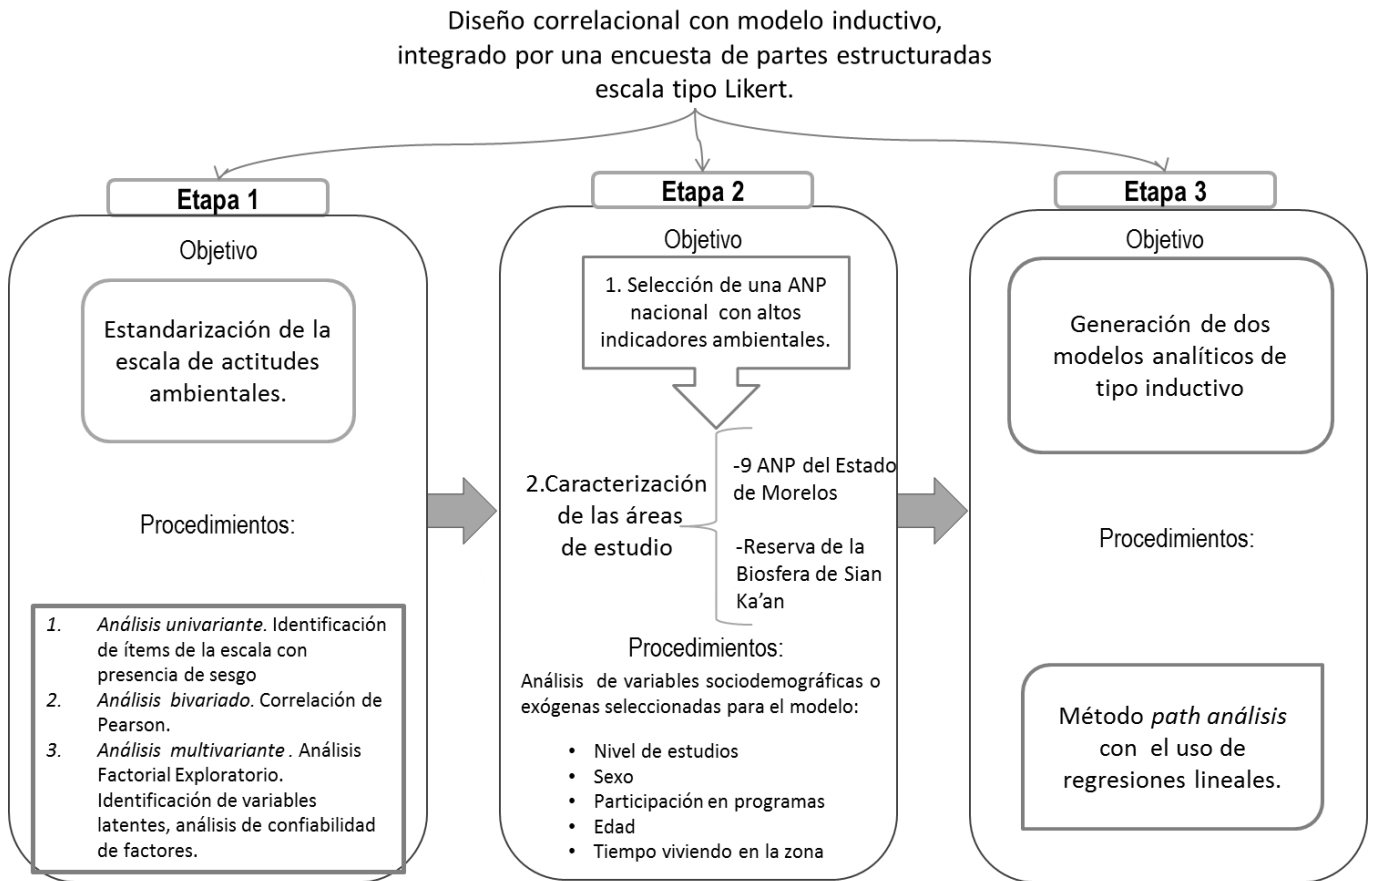 Diseño correlacional con modelo inductivo,
integrado por una encuesta de partes estructuradas
escala tipo Likert.
Etapa 1
Objetivo
Estandarización de la
escala de actitudes
ambientales.
Procedimientos:
1. Análisis univariante. Identificación
de ítems de la escala con
presencia de sesgo
2. Análisis bivariado. Correlación de
Pearson.
3. Análisis multivariante . Análisis
Factorial Exploratorio.
Identificación de variables
latentes, análisis de confiabilidad
de factores.
Etapa 2
Objetivo
1. Selección de una ANP
nacional con altos
indicadores ambientales.
2.Caracterización
de las áreas
de estudio
-9 ANP del Estado
de Morelos
-Reserva de la
Biosfera de Sian
Ka’an
Procedimientos:
Análisis de variables sociodemográficas o
exógenas seleccionadas para el modelo:
• Nivel de estudios
• Sexo
• Participación en programas
• Edad
• Tiempo viviendo en la zona
Etapa 3
Objetivo
Generación de dos
modelos analíticos de
tipo inductivo
Procedimientos:
Método path análisis
con el uso de
regresiones lineales.